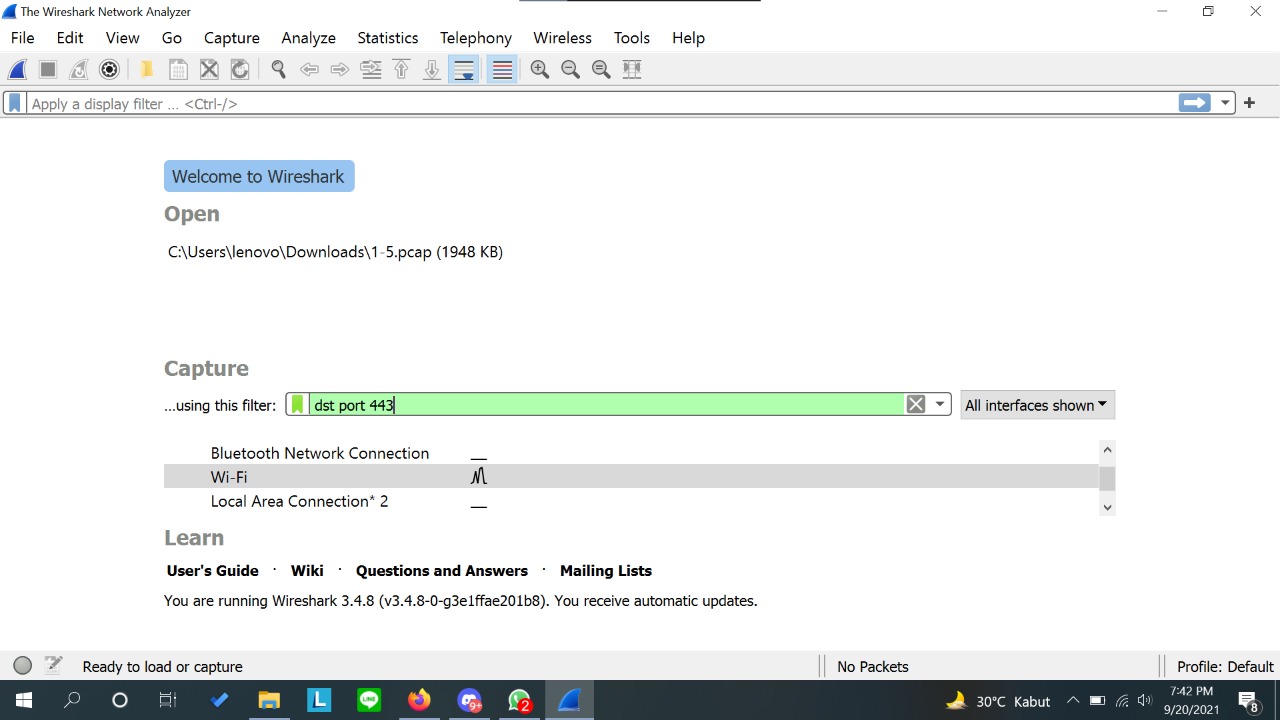 The Wireshark Network Analyzer
File Edit View Go Capture Analyze Statistics Telephony Wireless Tools Help
Apply a display filter ... <Ctrl-/>
Welcome to Wireshark
Open
C:\Users\lenovo\Downloads\1-5.pcap (1948 KB)
Capture
...using this filter: dst port 443 All interfaces shown
Bluetooth Network Connection
Wi-Fi
Local Area Connection* 2
Learn
User's Guide · Wiki · Questions and Answers · Mailing Lists
You are running Wireshark 3.4.8 (v3.4.8-0-g3e1ffae201b8). You receive automatic updates.
Ready to load or capture No Packets Profile: Default
L LINE 9+ 2 30°C Kabut 7:42 PM 8
9/20/2021